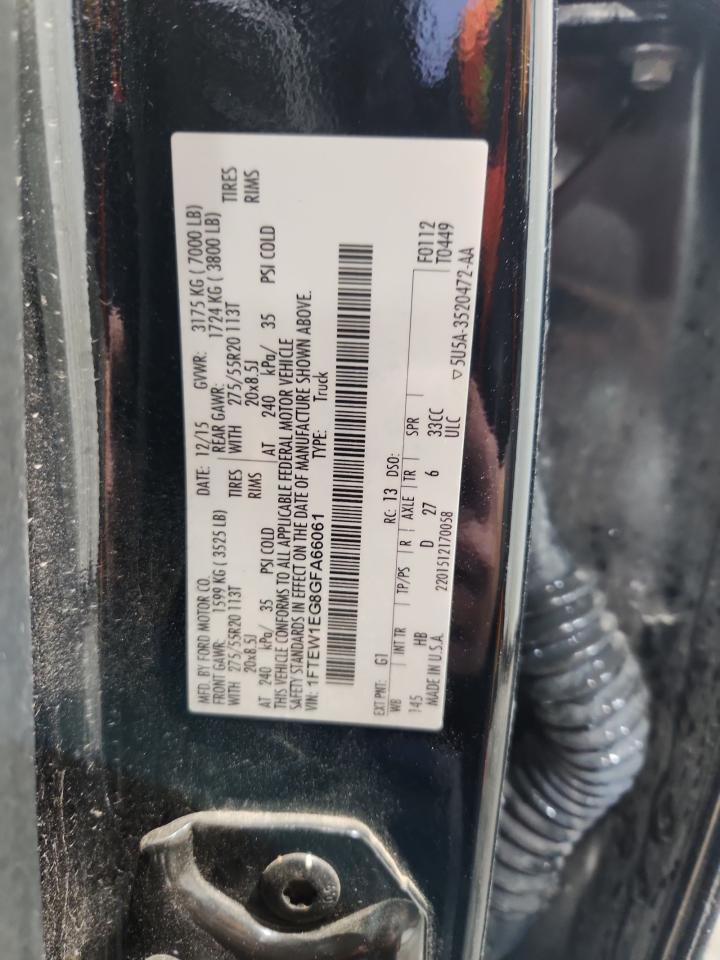 MFD. BY FORD MOTOR CO. DATE: 12/15 GVWR: 3175 KG ( 7000 LB)
FRONT GAWR: 1599 KG ( 3525 LB) REAR GAWR: 1724 KG ( 3800 LB)
WITH 275/55R20 113T TIRES WITH 275/55R20 113T TIRES
20x8.5J RIMS 20x8.5J RIMS
AT 240 kPa/ 35 PSI COLD AT 240 kPa/ 35 PSI COLD
THIS VEHICLE CONFORMS TO ALL APPLICABLE FEDERAL MOTOR VEHICLE
SAFETY STANDARDS IN EFFECT ON THE DATE OF MANUFACTURE SHOWN ABOVE.
VIN: 1FTEW1EG8GFA66061 TYPE: Truck
EXT PNT: G1 RC: 13 DSO: F0112
WB INT TR TP/PS R AXLE TR SPR T0449
145 HB D 27 6 33CC
ULC
MADE IN U.S.A. 2201512170058 ▽ 5U5A-3520472-AA